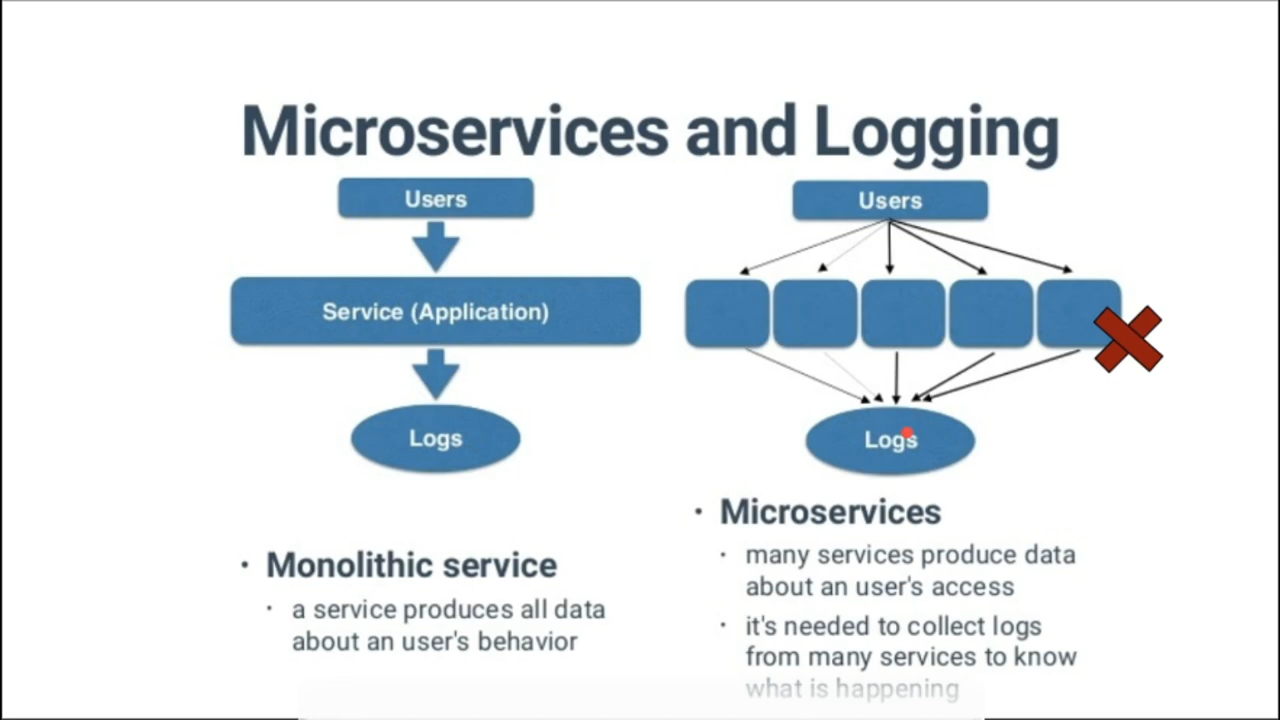 Microservices and Logging
Users
Service (Application)
Logs
Monolithic service
a service produces all data
about an user's behavior
Users
Logs
Microservices
many services produce data
about an user's access
it's needed to collect logs
from many services to know
what is happening